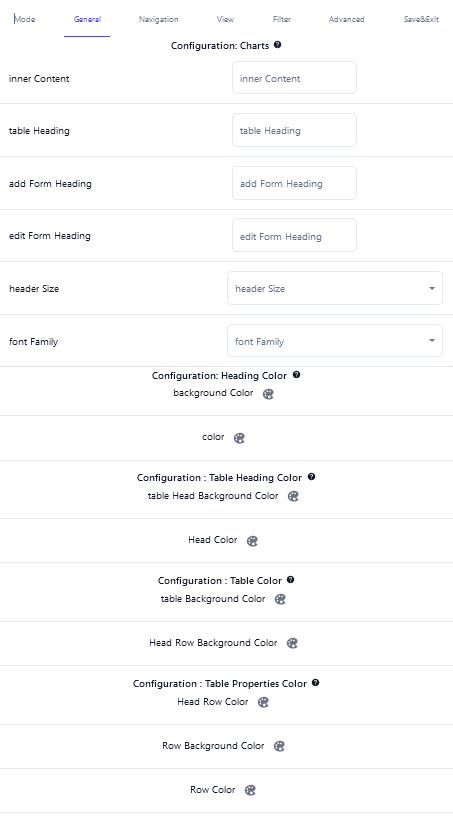 Mode General Navigation View Filter Advanced Save&Exit
Configuration: Charts
inner Content inner Content
table Heading table Heading
add Form Heading add Form Heading
edit Form Heading edit Form Heading
header Size header Size
font Family font Family
Configuration: Heading Color
background Color
color
Configuration : Table Heading Color
table Head Background Color
Head Color
Configuration : Table Color
table Background Color
Head Row Background Color
Configuration : Table Properties Color
Head Row Color
Row Background Color
Row Color